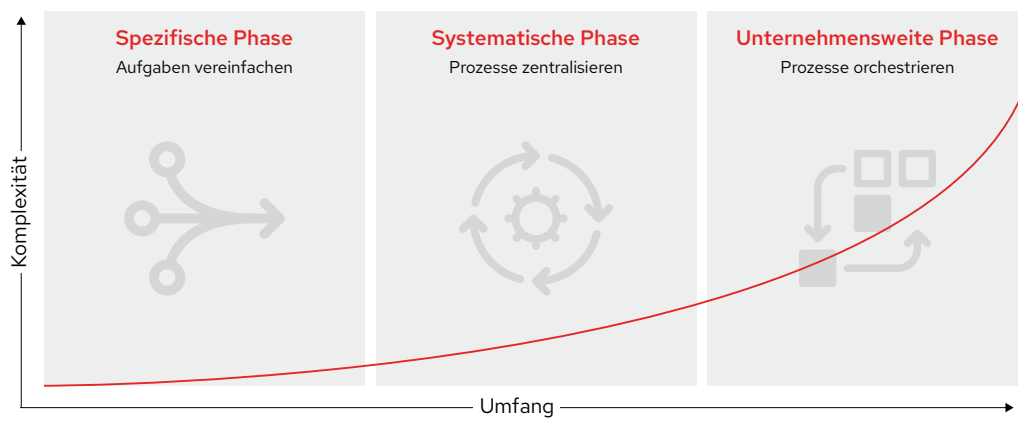 Spezifische Phase
Aufgaben vereinfachen
Systematische Phase
Prozesse zentralisieren
Unternehmensweite Phase
Prozesse orchestrieren
Komplexität
Umfang